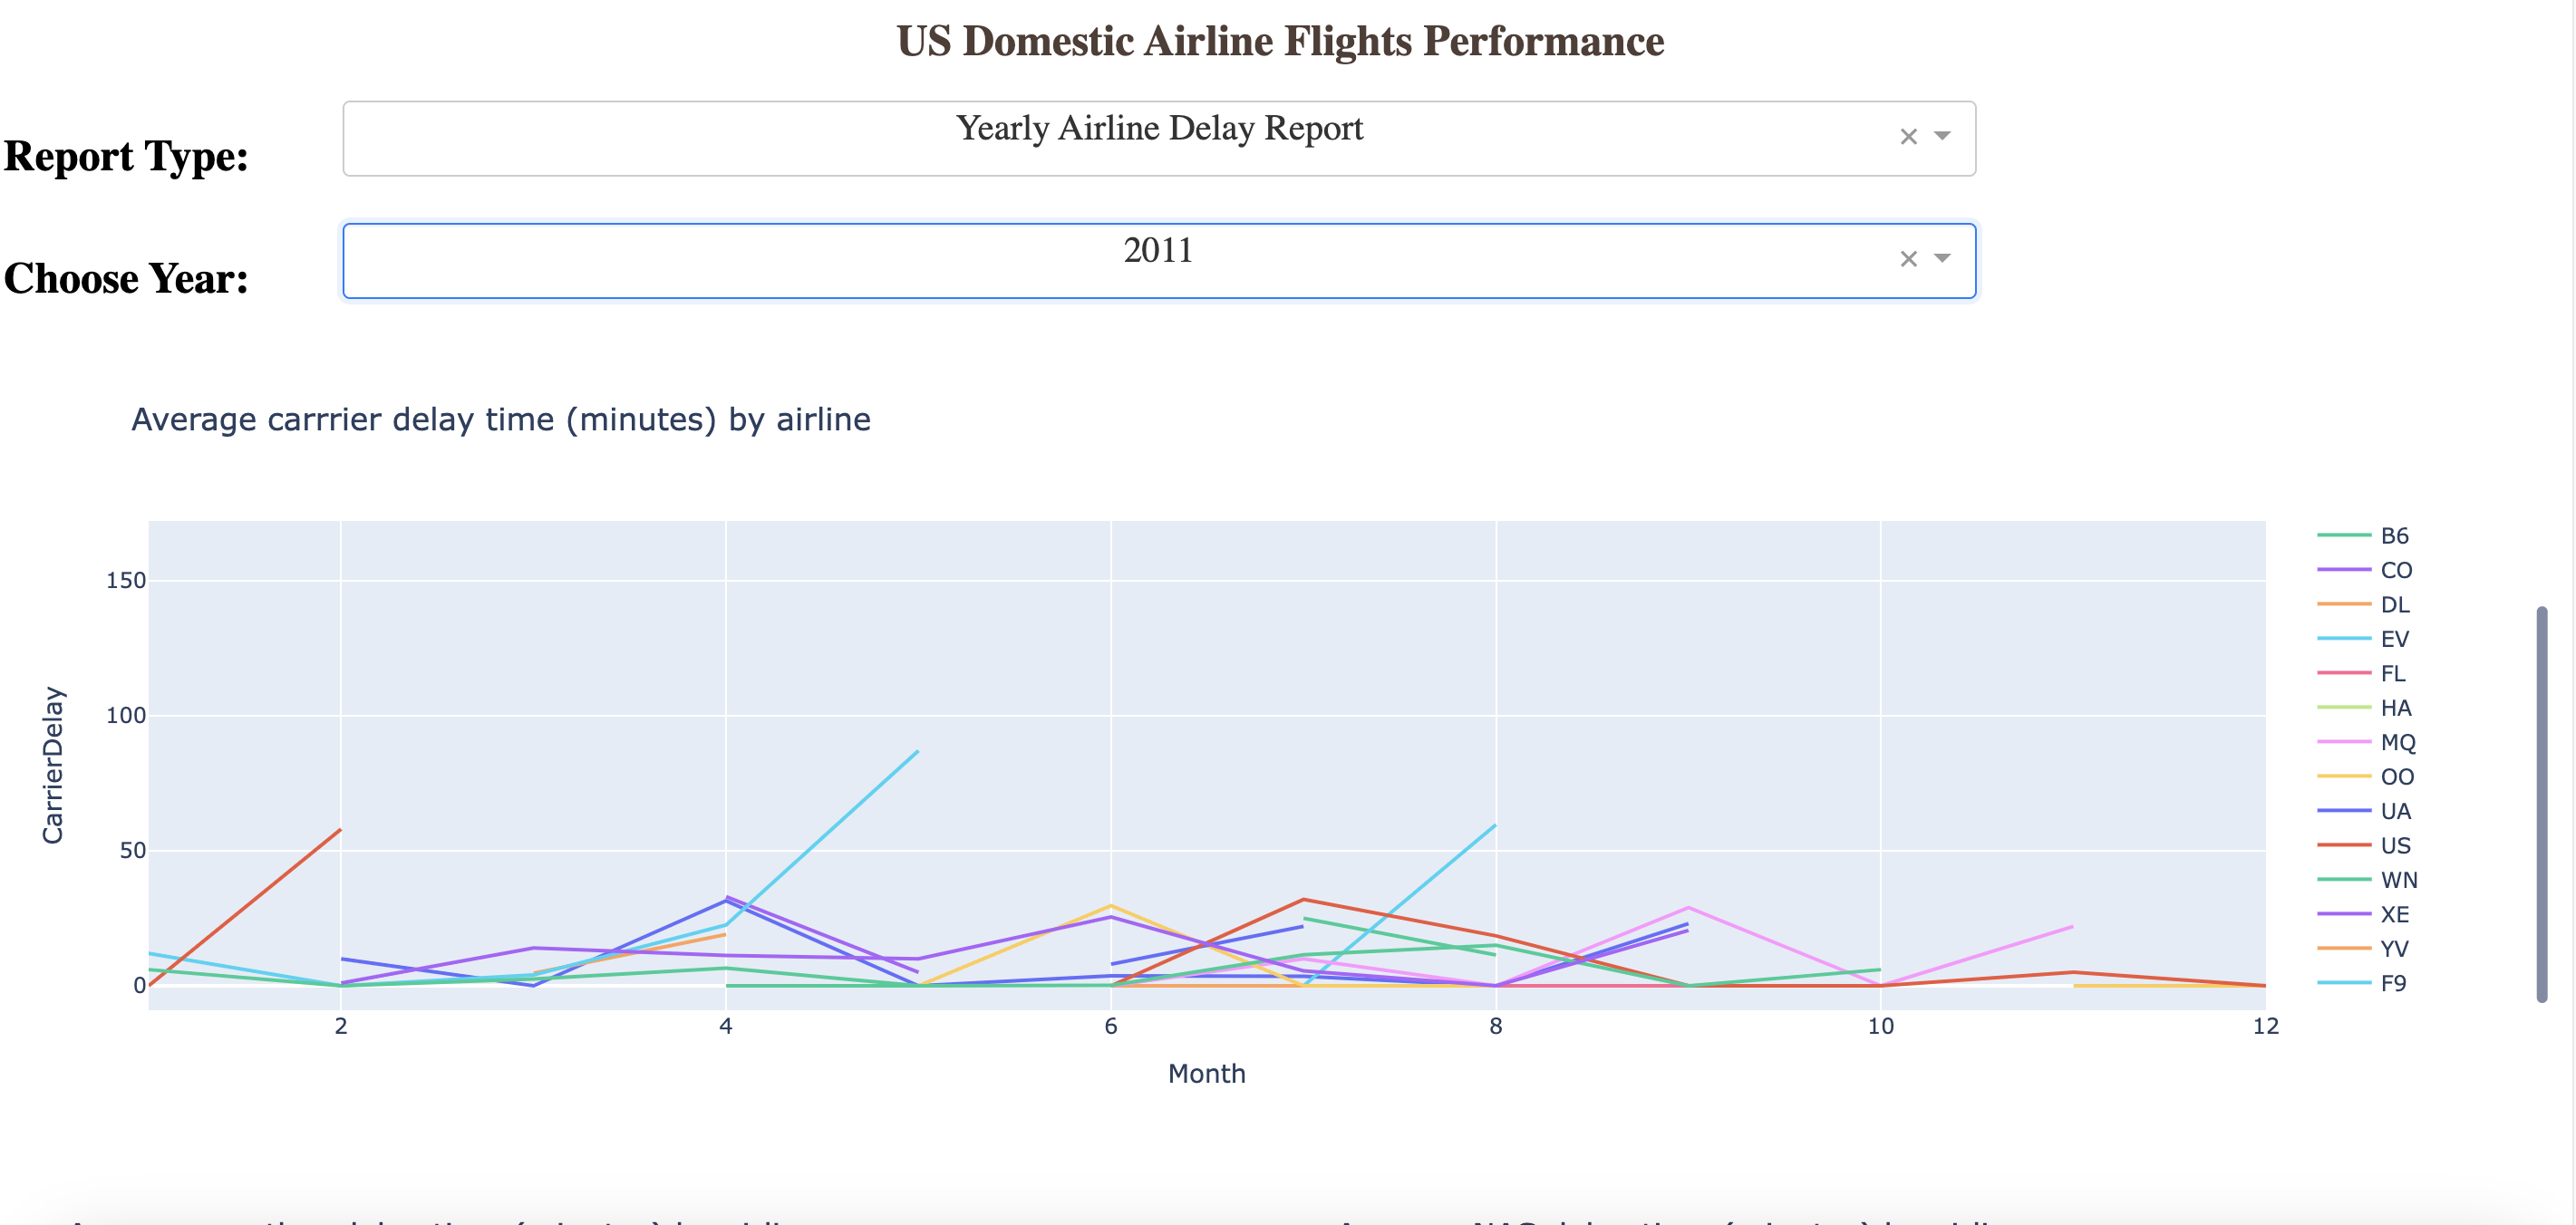 US Domestic Airline Flights Performance
Report Type:
Yearly Airline Delay Report
Choose Year:
2011
Average carrrier delay time (minutes) by airline
150
100
50
0
CarrierDelay
2 4 6 8 10 12
Month
B6
CO
DL
EV
FL
HA
MQ
OO
UA
US
WN
XE
YV
F9